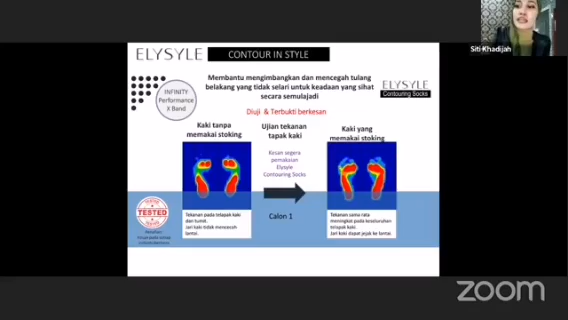 Siti Khadijah
ELYSYLE
CONTOUR IN STYLE
Membantu mengimbangkan dan mencegah tulang
belakang yang tidak selari untuk keadaan yang sihat
secara semulajadi
INFINITY
Performance
X Band
ELYSYLE
Contouring Socks
Diuji & Terbukti berkesan
Kaki tanpa
memakai stoking
Ujian tekanan
tapak kaki
Kaki yang
memakai stoking
Kesan segera
pemakaian
Elysyle
Contouring Socks
TESTED
Calon 1
Tekanan pada telapak kaki
dan tumit.
Jari kaki tidak mencecah
lantai.
Tekanan sama rata
meningkat pada keseluruhan
telapak kaki.
Jari kaki dapat jejak ke lantai.
zoom